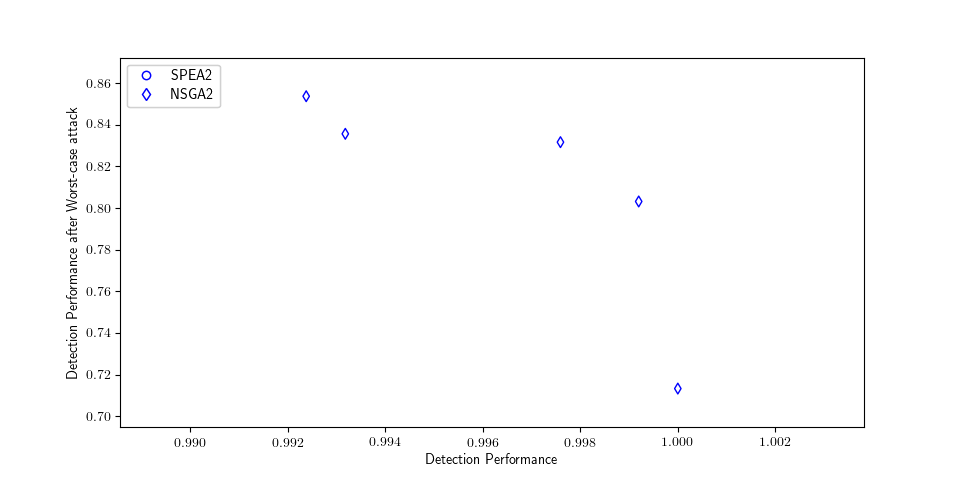 SPEA2
NSGA2
0.86
0.84
0.82
0.80
0.78
0.76
0.74
0.72
0.70
Detection Performance after Worst-case attack
0.990 0.992 0.994 0.996 0.998 1.000 1.002
Detection Performance